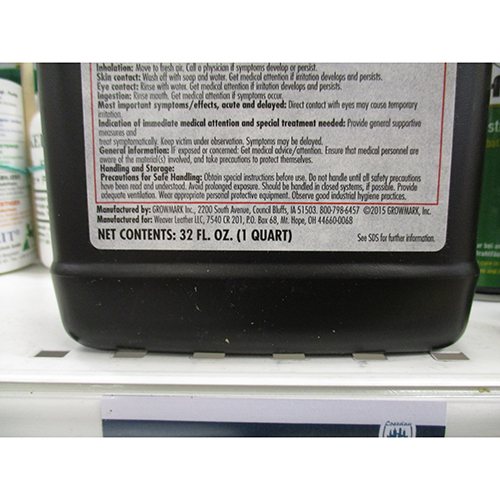 Inhalation: Move to fresh air. Call a physician if symptoms develop or persist.
Skin contact: Wash off with soap and water. Get medical attention if irritation develops and persists.
Eye contact: Rinse with water. Get medical attention if irritation develops and persists.
Ingestion: Rinse mouth. Get medical attention if symptoms occur.
Most important symptoms/effects, acute and delayed: Direct contact with eyes may cause temporary
irritation.
Indication of immediate medical attention and special treatment needed: Provide general supportive
measures and
treat symptomatically. Keep victim under observation. Symptoms may be delayed.
General information: IF exposed or concerned: Get medical advice/attention. Ensure that medical personnel are
aware of the material(s) involved, and take precautions to protect themselves.
Handling and Storage:
Precautions for Safe Handling: Obtain special instructions before use. Do not handle until all safety precautions
have been read and understood. Avoid prolonged exposure. Should be handled in closed systems, if possible. Provide
adequate ventilation. Wear appropriate personal protective equipment. Observe good industrial hygiene practices.
Manufactured by: GROWMARK, Inc., 2200 South Avenue, Council Bluffs, IA 51503. 800-798-6457 ©2015 GROWMARK, Inc.
Manufactured for: Weaver Leather LLC, 7540 CR 201, P.O. Box 68, Mt. Hope, OH 44660-0068
NET CONTENTS: 32 FL. OZ. (1 QUART)
See SDS for further information.